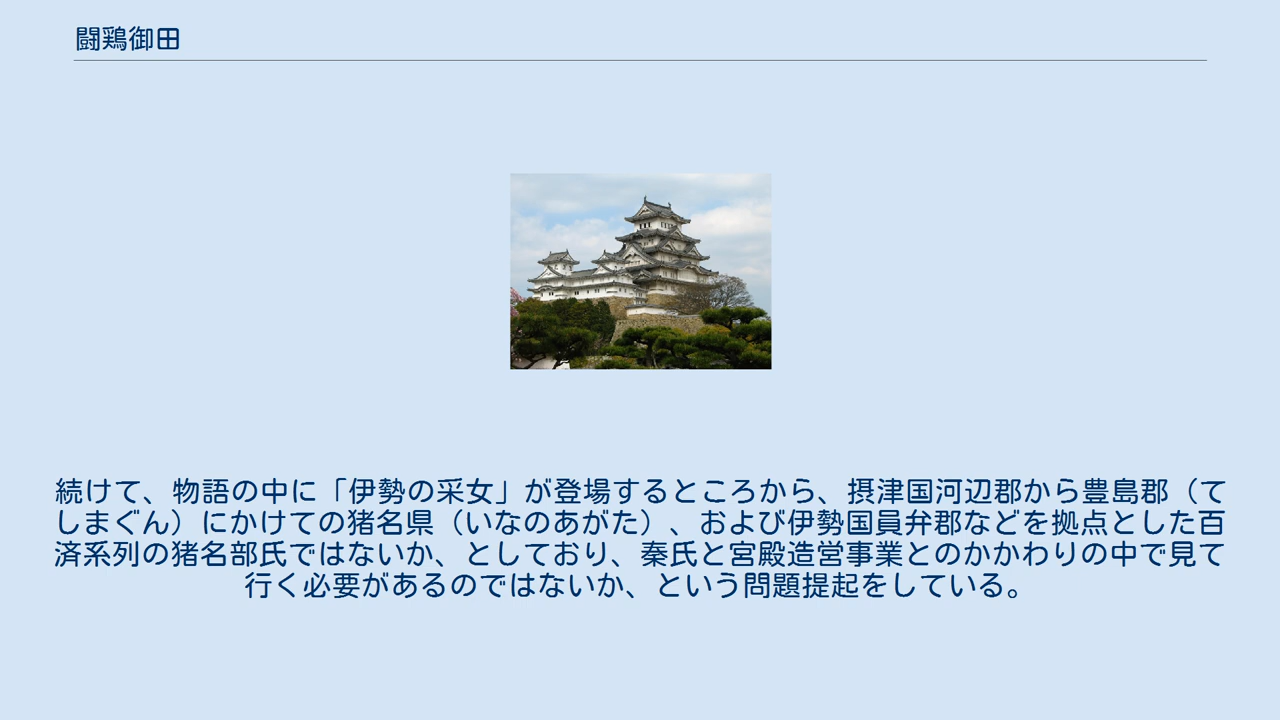 闘鶏御田
続けて、物語の中に「伊勢の采女」が登場するところから、摂津国河辺郡から豊島郡（て
しまぐん）にかけての猪名県（いなのあがた）、および伊勢国員弁郡などを拠点とした百
済系列の猪名部氏ではないか、としており、秦氏と宮殿造営事業とのかかわりの中で見て
行く必要があるのではないか、という問題提起をしている。